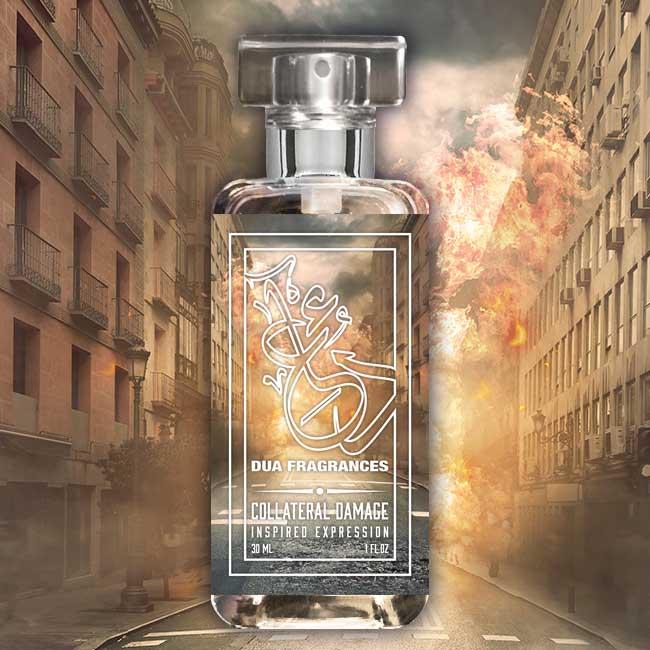 DUA FRAGRANCES
COLLATERAL DAMAGE
INSPIRED EXPRESSION
30 ML 1 FL.OZ